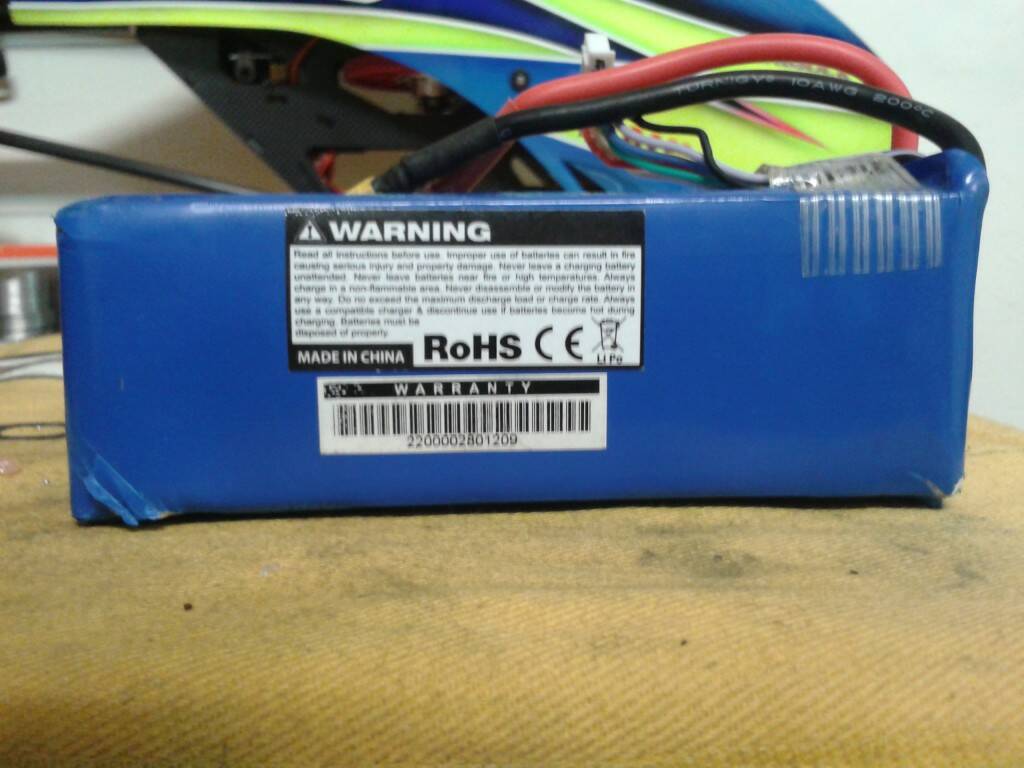 TURNIGY® 10AWG 200°C
WARNING
Read all instructions before use. Improper use of batteries can result in fire
causing serious injury and property damage. Never leave a charging battery
unattended. Never leave batteries near fire or high temperatures. Always
charge in a non-flammable area. Never disassemble or modify the battery in
any way. Do no exceed the maximum discharge load or charge rate. Always
use a compatible charger & discontinue use if batteries become hot during
charging. Batteries must be
disposed of properly.
MADE IN CHINA RoHS CE Li Po
WARRANTY
2200002801209